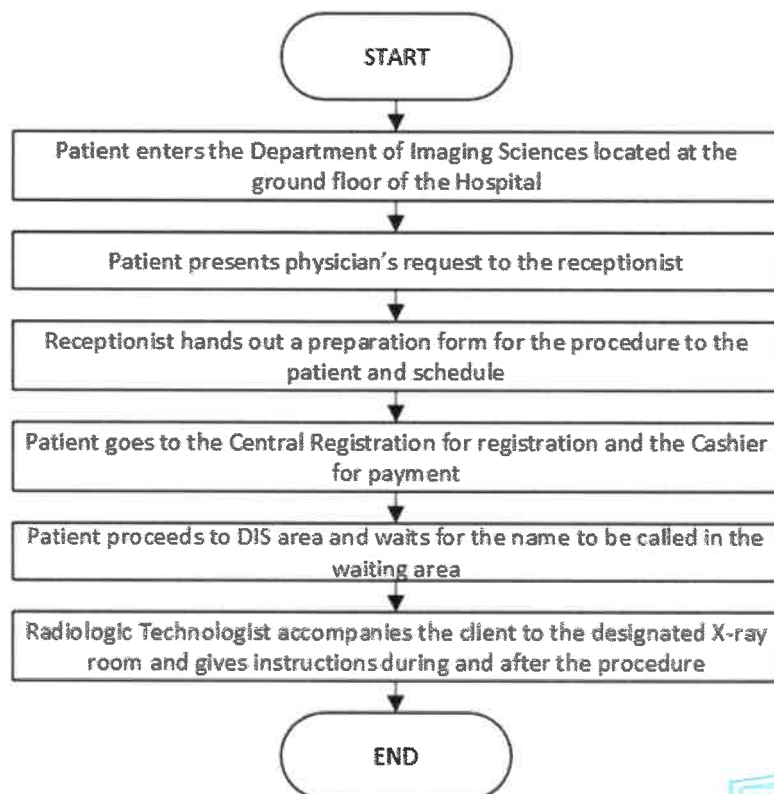 START
Patient enters the Department of Imaging Sciences located at the
ground floor of the Hospital
Patient presents physician's request to the receptionist
Receptionist hands out a preparation form for the procedure to the
patient and schedule
Patient goes to the Central Registration for registration and the Cashier
for payment
Patient proceeds to DIS area and waits for the name to be called in the
waiting area
Radiologic Technologist accompanies the client to the designated X-ray
room and gives instructions during and after the procedure
END